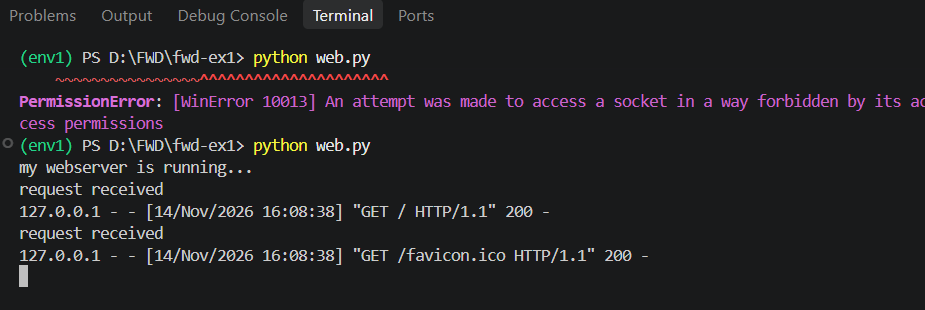 Problems Output Debug Console Terminal Ports
(env1) PS D:\FWD\fwd-ex1> python web.py
~~~~~~~~~~~~~~~~^^^^^^^^^^^^^^^^^^^^^
PermissionError: [WinError 10013] An attempt was made to access a socket in a way forbidden by its ac
cess permissions
(env1) PS D:\FWD\fwd-ex1> python web.py
my webserver is running...
request received
127.0.0.1 - - [14/Nov/2026 16:08:38] "GET / HTTP/1.1" 200 -
request received
127.0.0.1 - - [14/Nov/2026 16:08:38] "GET /favicon.ico HTTP/1.1" 200 -